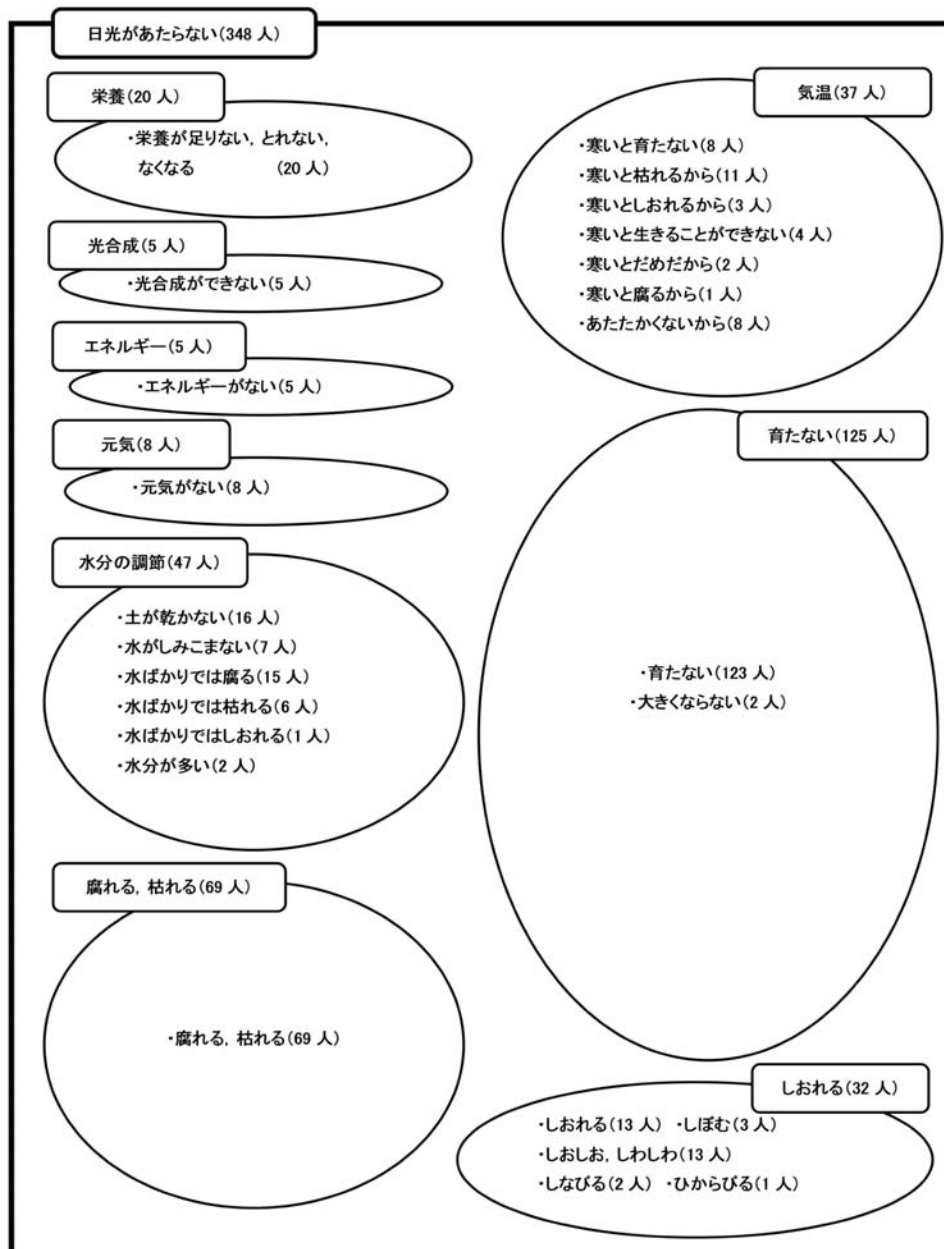 日光があたらない(348 人)
栄養(20 人)
・栄養が足りない, とれない,
なくなる (20 人)
光合成(5 人)
・光合成ができない(5 人)
エネルギー(5 人)
・エネルギーがない(5 人)
元気(8 人)
・元気がない(8 人)
水分の調節(47 人)
・土が乾かない(16 人)
・水がしみこまない(7 人)
・水ばかりでは腐る(15 人)
・水ばかりでは枯れる(6 人)
・水ばかりではしおれる(1 人)
・水分が多い(2 人)
腐れる, 枯れる(69 人)
・腐れる, 枯れる(69 人)
気温(37 人)
・寒いと育たない(8 人)
・寒いと枯れるから(11 人)
・寒いとしおれるから(3 人)
・寒いと生きることができない(4 人)
・寒いとだめだから(2 人)
・寒いと腐るから(1 人)
・あたたかくないから(8 人)
育たない(125 人)
・育たない(123 人)
・大きくならない(2 人)
しおれる(32 人)
・しおれる(13 人) ・しぼむ(3 人)
・しおしお, しわしわ(13 人)
・しなびる(2 人) ・ひからびる(1 人)